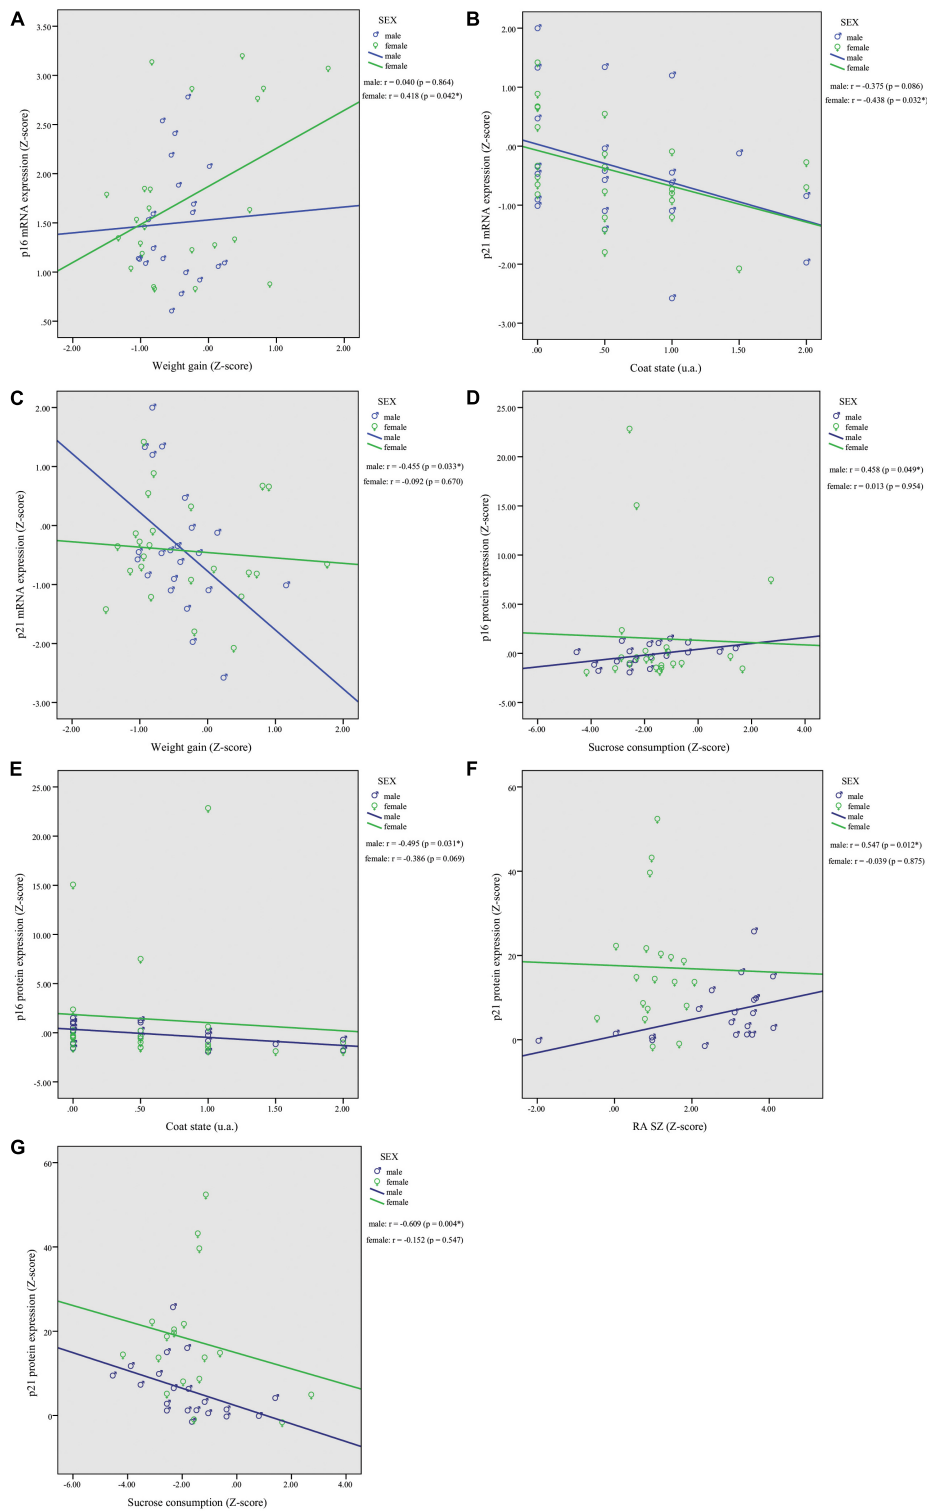 A
p16 mRNA expression (Z-score)
3.50
3.00
2.50
2.00
1.50
1.00
.50
-2.00 -1.00 .00 1.00 2.00
Weight gain (Z-score)
SEX
male
female
male
female
male: r = 0.040 (p = 0.864)
female: r = 0.418 (p = 0.042*)
B
p21 mRNA expression (Z-score)
2.00
1.00
.00
-1.00
-2.00
-3.00
.00 .50 1.00 1.50 2.00
Coat state (u.a.)
SEX
male
female
male
female
male: r = -0.375 (p = 0.086)
female: r = -0.438 (p = 0.032*)
C
p21 mRNA expression (Z-score)
2.00
1.00
.00
-1.00
-2.00
-3.00
-2.00 -1.00 .00 1.00 2.00
Weight gain (Z-score)
SEX
male
female
male
female
male: r = -0.455 (p = 0.033*)
female: r = -0.092 (p = 0.670)
D
p16 protein expression (Z-score)
25.00
20.00
15.00
10.00
5.00
.00
-5.00
-6.00 -4.00 -2.00 .00 2.00 4.00
Sucrose consumption (Z-score)
SEX
male
female
male
female
male: r = 0.458 (p = 0.049*)
female: r = 0.013 (p = 0.954)
E
p16 protein expression (Z-score)
25.00
20.00
15.00
10.00
5.00
.00
-5.00
.00 .50 1.00 1.50 2.00
Coat state (u.a.)
SEX
male
female
male
female
male: r = -0.495 (p = 0.031*)
female: r = -0.386 (p = 0.069)
F
p21 protein expression (Z-score)
60
40
20
0
-2.00 .00 2.00 4.00
RA SZ (Z-score)
SEX
male
female
male
female
male: r = 0.547 (p = 0.012*)
female: r = -0.039 (p = 0.875)
G
p21 protein expression (Z-score)
60
40
20
0
-6.00 -4.00 -2.00 .00 2.00 4.00
Sucrose consumption (Z-score)
SEX
male
female
male
female
male: r = -0.609 (p = 0.004*)
female: r = -0.152 (p = 0.547)